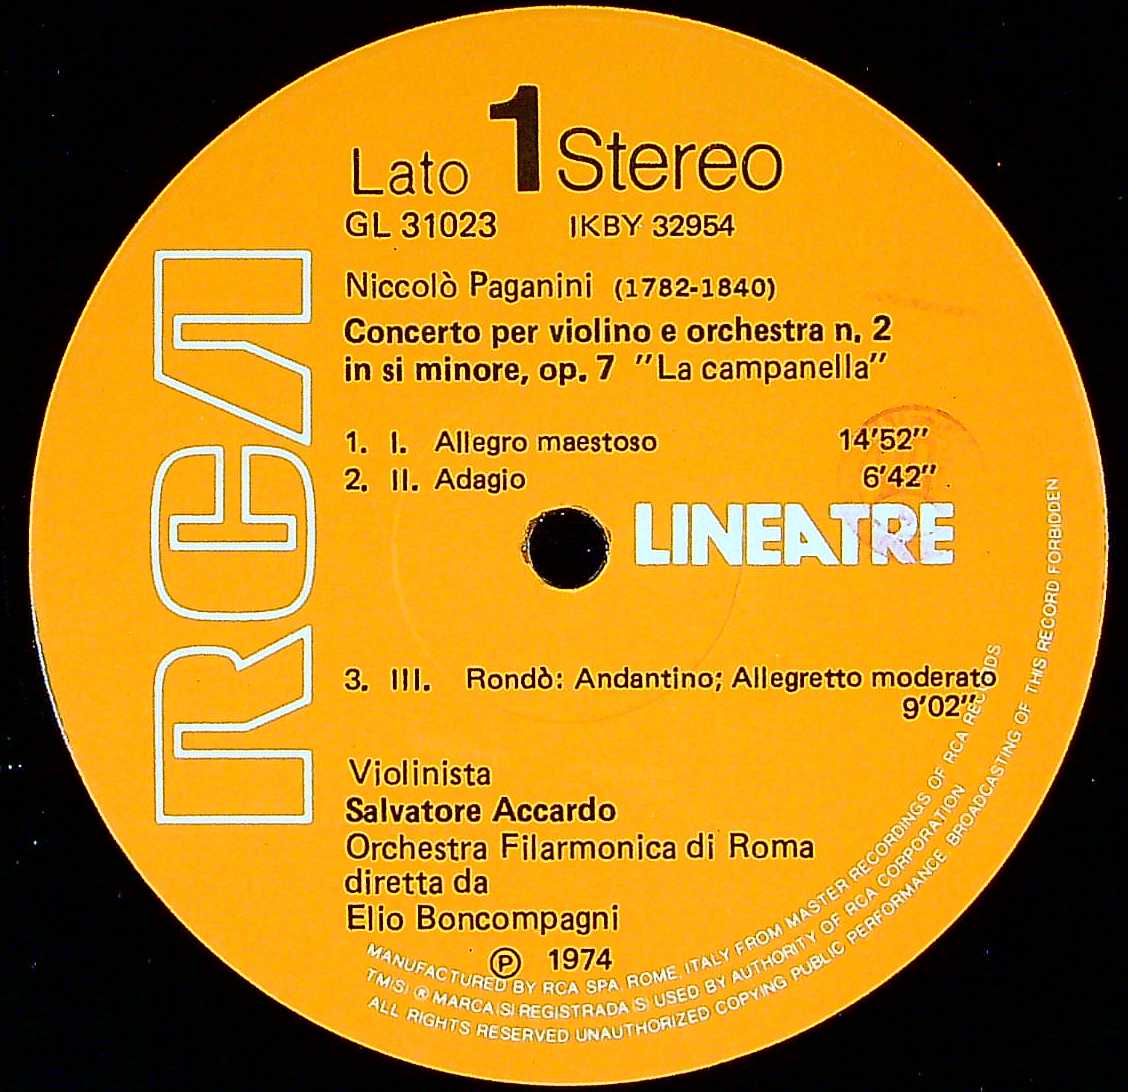 Lato 1 Stereo
GL 31023 IKBY 32954
Niccolò Paganini (1782-1840)
Concerto per violino e orchestra n. 2
in si minore, op. 7 "La campanella"
1. I. Allegro maestoso 14'52"
2. II. Adagio 6'42"
RCA
LINEATRE
3. III. Rondò: Andantino; Allegretto moderato
9'02"
Violinista
Salvatore Accardo
Orchestra Filarmonica di Roma
diretta da
Elio Boncompagni
℗ 1974
MANUFACTURED BY RCA SPA, ROME, ITALY FROM MASTER RECORDINGS OF RCA RECORDS
TM(S) ® MARCA(S) REGISTRADA(S) USED BY AUTHORITY OF RCA CORPORATION
ALL RIGHTS RESERVED UNAUTHORIZED COPYING PUBLIC PERFORMANCE. BROADCASTING OF THIS RECORD FORBIDDEN